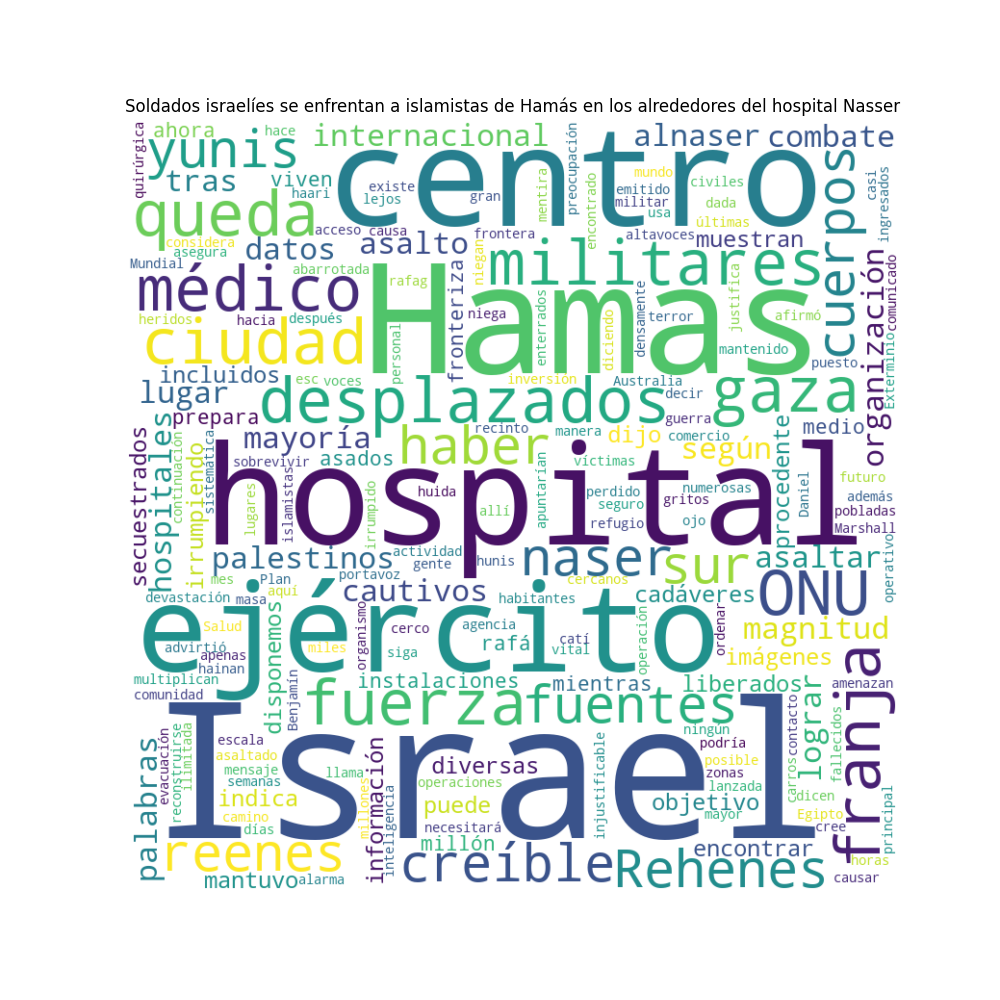 Soldados israelíes se enfrentan a islamistas de Hamás en los alrededores del hospital Nasser
quirúrgica
ahora
hace
internacional
preocupación
alnaser
combate
yunis
centro
tras
viven
haari
existe
lejos
gran
mentira
encontrado
mundo
emitido
militar
usa
civiles
dada
últimas
cuerpos
casi
ingresados
queda
acceso
causa
frontera
altavoces
muestran
considera
asegura
datos
asalto
niegan
militares
Mundial
abarrotada
rafag
médico
Hamas
fronteriza
organización
comunicado
heridos
hacia
después
niega
enterrados
diciendo
densamente
terror
justifica
afirmó
ciudad
personal
mantenido
puesto
Exterminio
incluidos
esc
voces
inversión
Australia
decir
gaza
lugar
desplazados
prepara
recinto
manera
guerra
medio
hospitales
secuestrados
continuación
irrumpiendo
sistemática
mayoría
haber
dijo
comercio
según
procedente
sobrevivir
asados
víctimas
apuntarían
lugares
islamistas
irrumpido
hospital
huida
allí
perdido
seguro
numerosas
gritos
refugio
ojo
Daniel
futuro
además
pobladas
Marshall
palestinos
actividad
gente
hunis
naser
sur
asaltar
operativo
mes
Plan
aquí
portavoz
cercanos
devastación
masa
cautivos
habitantes
cadáveres
ONU
ejército
Salud
organismo
cerco
agencia
operación
ordenar
magnitud
advirtió
apenas
hainan
miles
siga
rafá
catí
vital
imágenes
multiplican
comunidad
disponemos
Benjamín
instalaciones
mientras
liberados
amenazan
fuerza
fuentes
lograr
contacto
fallecidos
franja
palabras
evacuación
reconstruirse
ilimitada
Israel
escala
asaltado
mensaje
semanas
llama
información
diversas
operaciones
injustificable
ningún
podría
posible
zonas
Carros
dicen
indica
camino
días
millones
inteligencia
puede
necesitará
millón
objetivo
lanzada
mayor
Egipto
cree
principal
reenes
creíble
encontrar
horas
mantuvo
alarma
Rehenes
causar